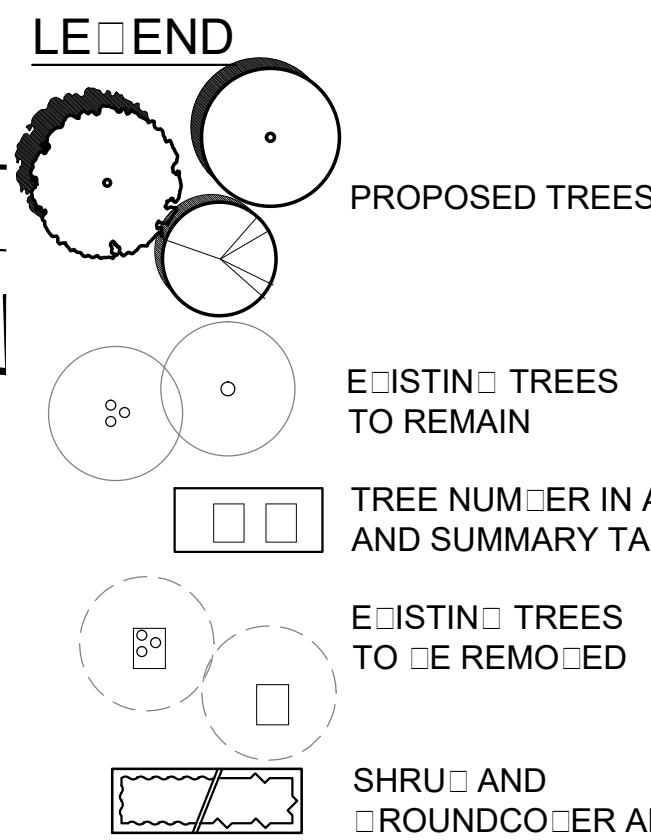 LE□END
PROPOSED TREES
E□ISTIN□ TREES
TO REMAIN
TREE NUM□ER IN A
AND SUMMARY TA
E□ISTIN□ TREES
TO □E REMO□ED
SHRU□ AND
□ROUNDCO□ER A